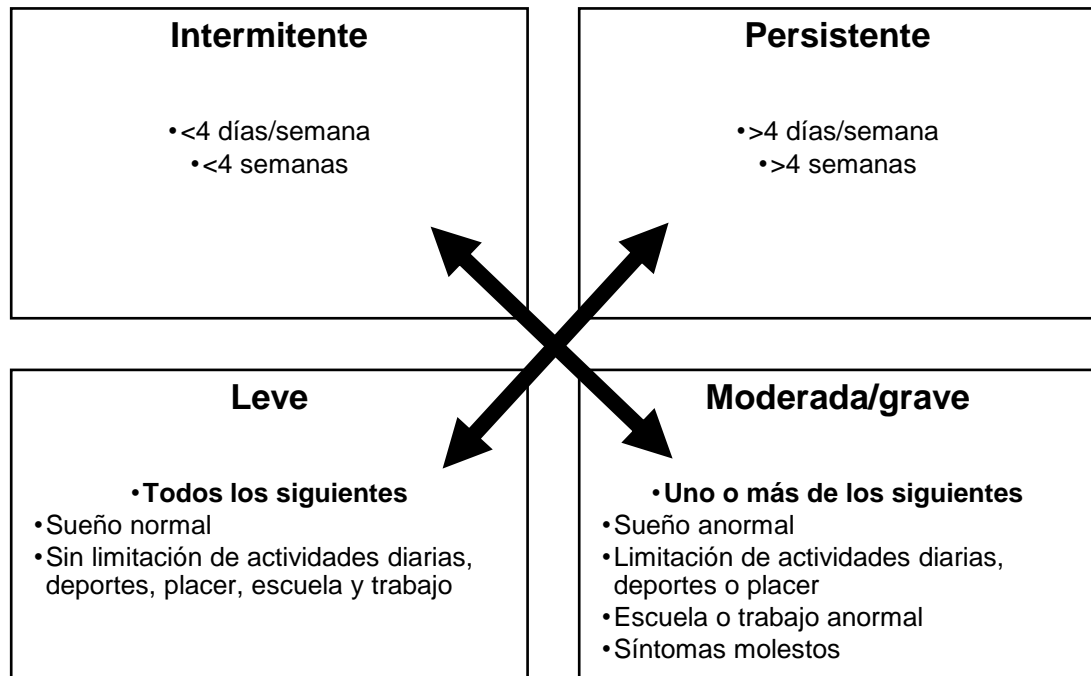 Intermitente
•<4 días/semana
•<4 semanas
Persistente
•>4 días/semana
•>4 semanas
Leve
•Todos los siguientes
•Sueño normal
•Sin limitación de actividades diarias,
deportes, placer, escuela y trabajo
Moderada/grave
•Uno o más de los siguientes
•Sueño anormal
•Limitación de actividades diarias,
deportes o placer
•Escuela o trabajo anormal
•Síntomas molestos